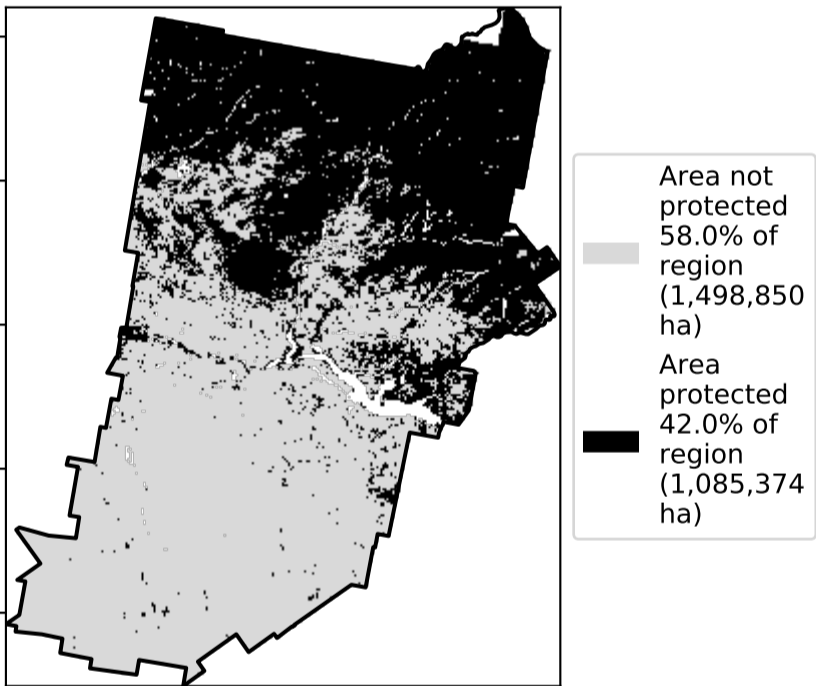 Area not
protected
58.0% of
region
(1,498,850
ha)
Area
protected
42.0% of
region
(1,085,374
ha)